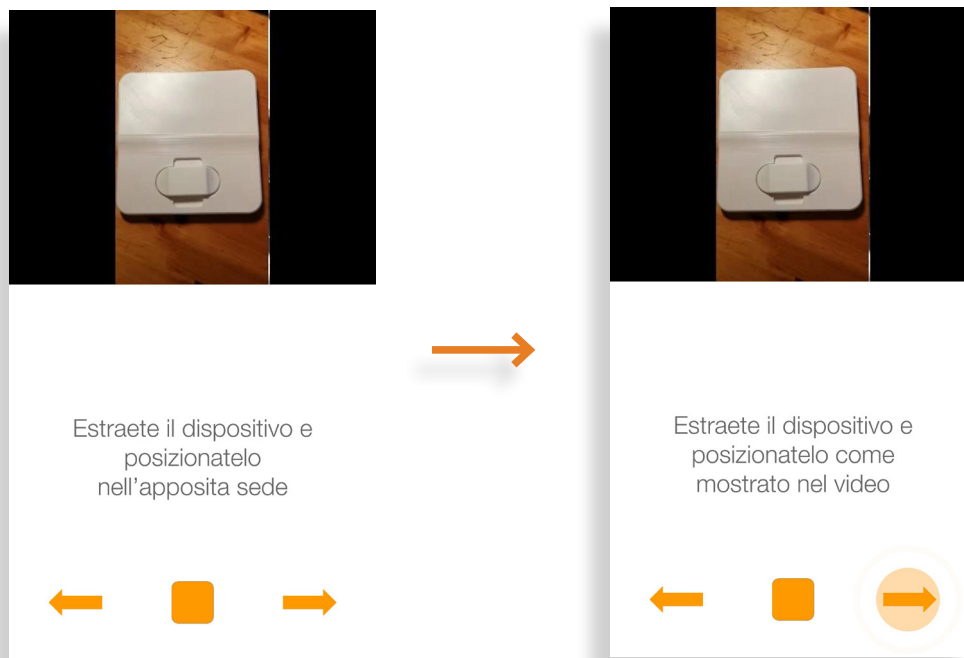 Estraete il dispositivo e
posizionatelo
nell'apposita sede
Estraete il dispositivo e
posizionatelo come
mostrato nel video